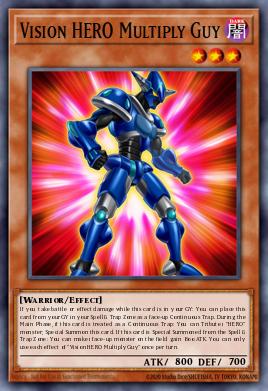 Vision HERO Multiply Guy
DARK
闇
[Warrior/Effect]
If you take battle or effect damage while this card is in your GY: You can place this
card from your GY in your Spell & Trap Zone as a face-up Continuous Trap. During the
Main Phase, if this card is treated as a Continuous Trap: You can Tribute 1 "HERO"
monster; Special Summon this card. If this card is Special Summoned from the Spell &
Trap Zone: You can make 1 face-up monster on the field gain 800 ATK. You can only
use each effect of "Vision HERO Multiply Guy" once per turn.
ATK/ 800 DEF/ 700
©2020 Studio Dice/SHUEISHA, TV TOKYO, KONAMI